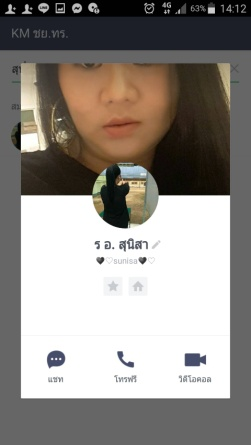 4G 63% 14:12
KM ชย.ทร.
ร อ. สุนิสา
🖤♡sunisa🖤♡
แชท โทรฟรี วิดีโอคอล